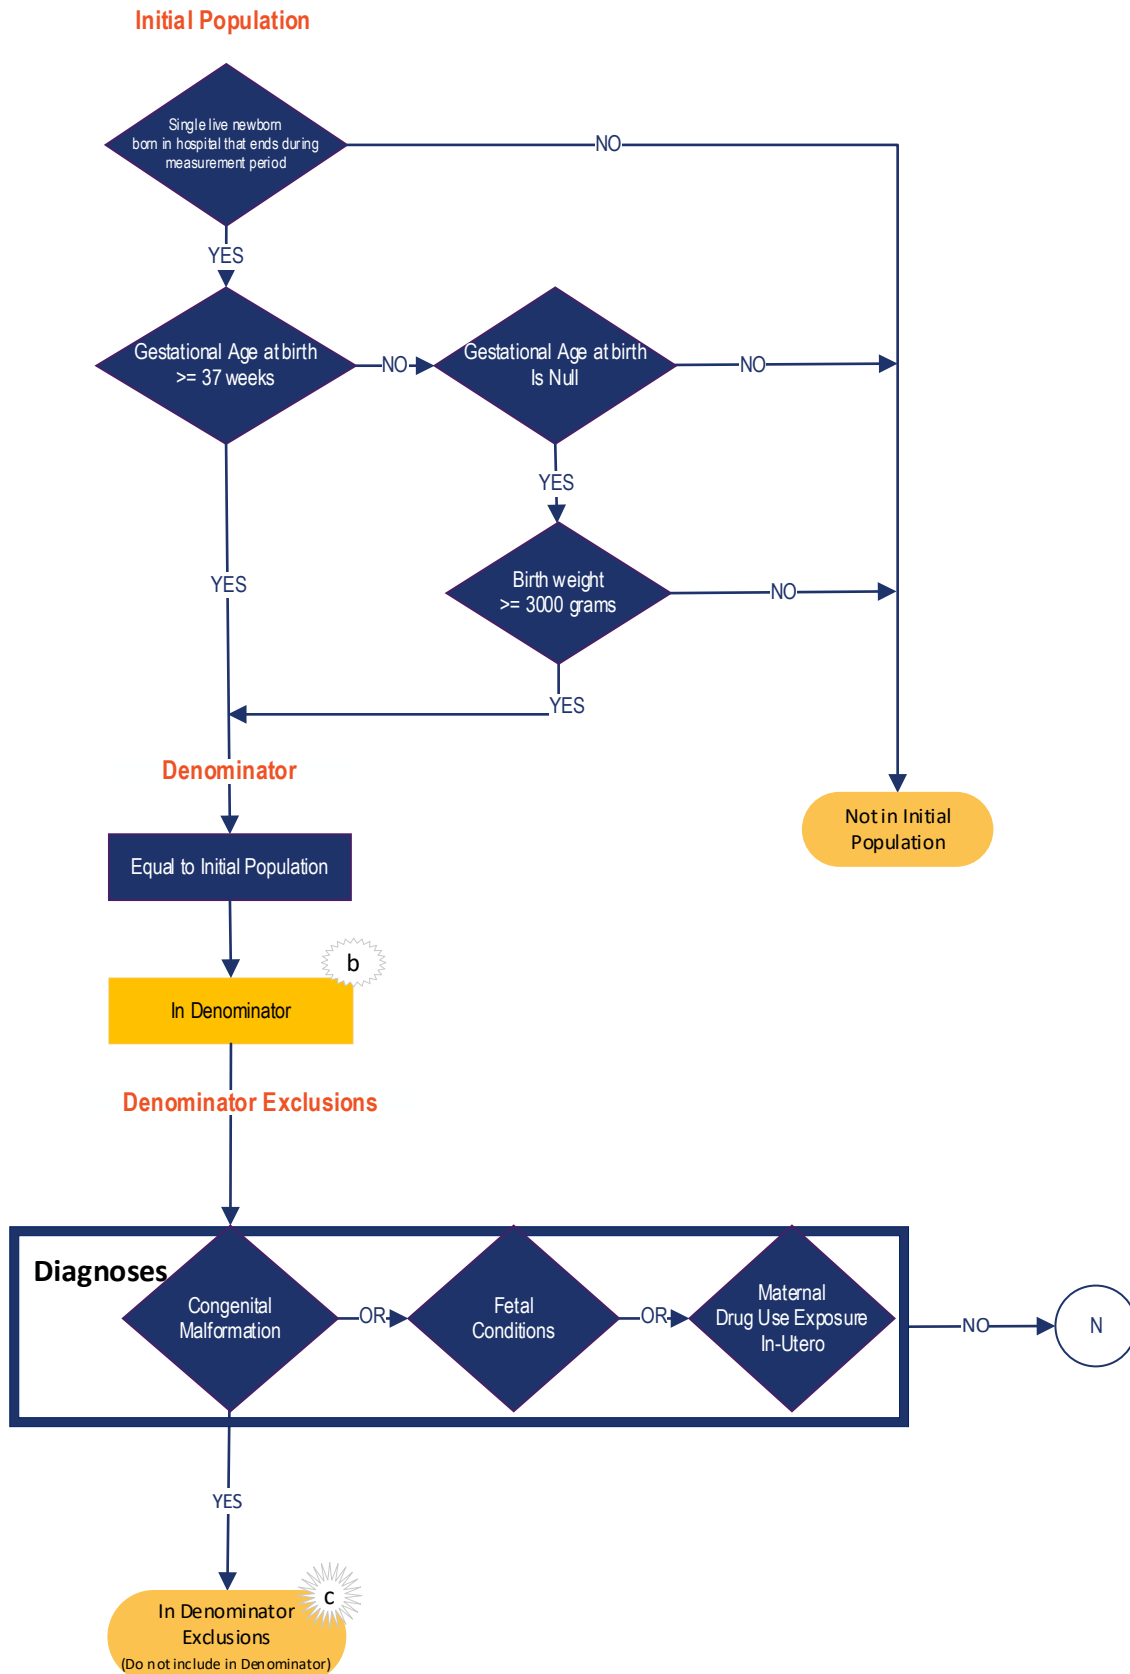 Initial Population
Single live newborn
born in hospital that ends during
measurement period
NO
YES
Gestational Age at birth
>= 37 weeks
NO
Gestational Age at birth
Is Null
NO
YES
YES
Birth weight
>= 3000 grams
NO
YES
Denominator
Not in Initial
Population
Equal to Initial Population
b
In Denominator
Denominator Exclusions
Diagnoses
Congenital
Malformation
OR
Fetal
Conditions
OR
Maternal
Drug Use Exposure
In-Utero
NO
N
YES
c
In Denominator
Exclusions
(Do not include in Denominator)